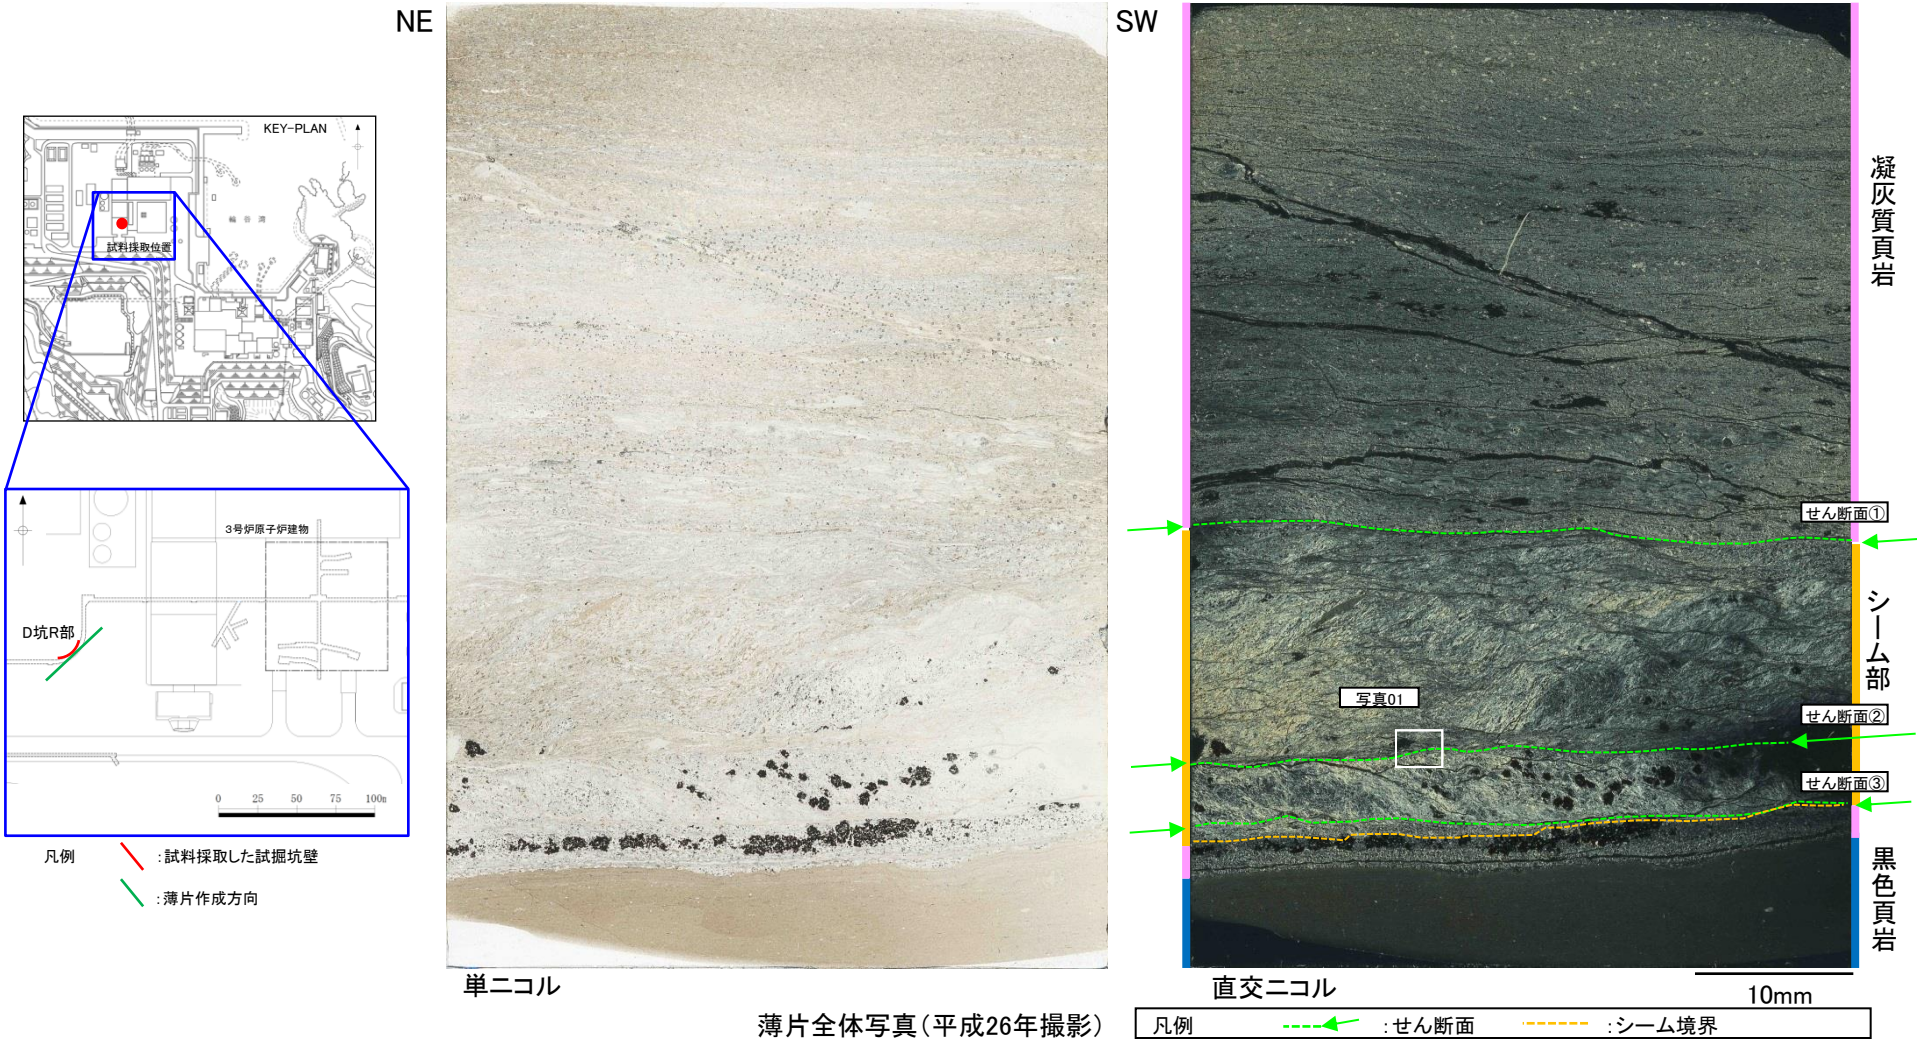 NE
SW
KEY-PLAN
輪谷湾
試料採取位置
3号炉原子炉建物
D坑R部
0 25 50 75 100m
凡例
:試料採取した試掘坑壁
:薄片作成方向
凝灰質頁岩
せん断面①
シーム部
写真01
せん断面②
せん断面③
黒色頁岩
単ニコル
直交ニコル
10mm
薄片全体写真(平成26年撮影)
凡例
:せん断面
:シーム境界